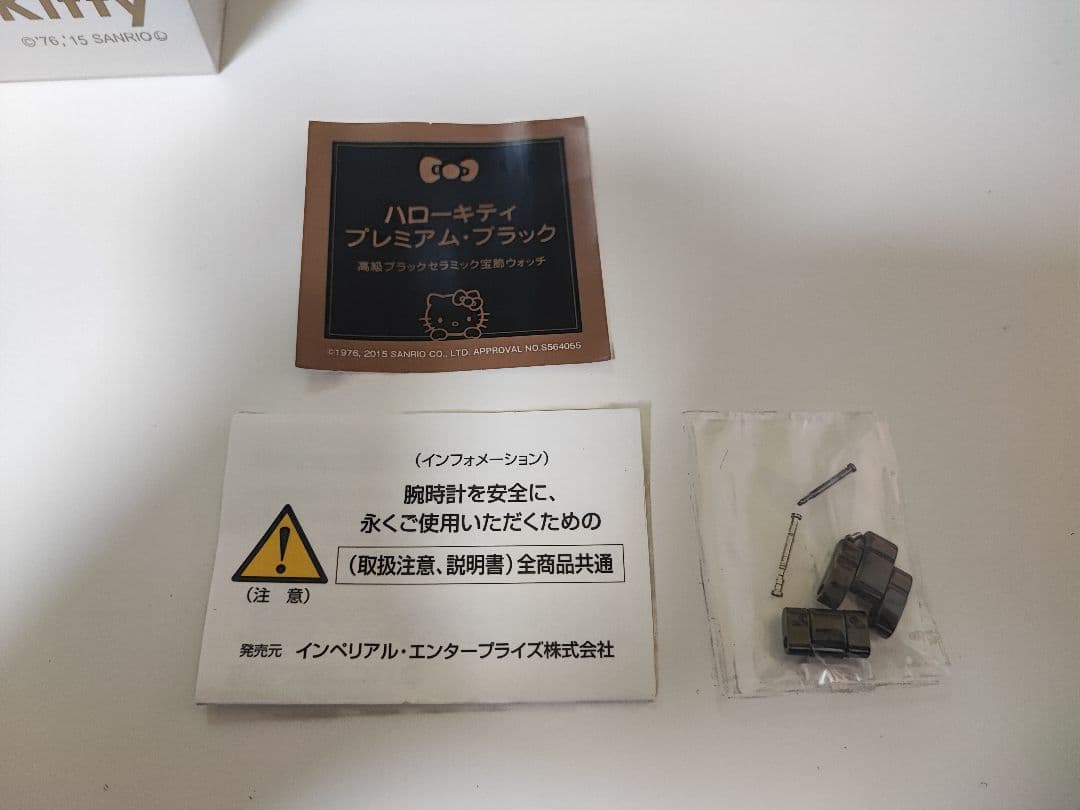 Kitty
©'76,'15 SANRIO Ⓛ
ハローキティ
プレミアム・ブラック
高級ブラックセラミック宝飾ウォッチ
©1976, 2015 SANRIO CO., LTD. APPROVAL NO.S564055
(インフォメーション)
腕時計を安全に、
永くご使用いただくための
(取扱注意、説明書)全商品共通
(注 意)
発売元 インペリアル・エンタープライズ株式会社